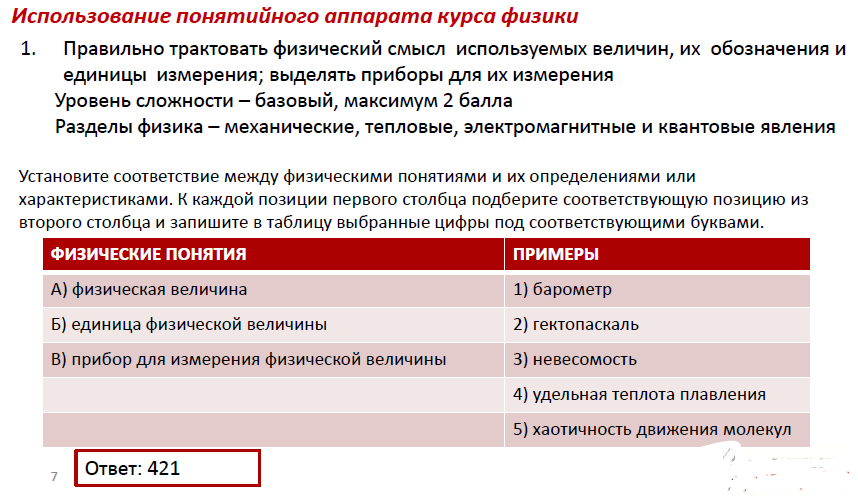 Использование понятийного аппарата курса физики
1. Правильно трактовать физический смысл используемых величин, их обозначения и
единицы измерения; выделять приборы для их измерения
Уровень сложности – базовый, максимум 2 балла
Разделы физика – механические, тепловые, электромагнитные и квантовые явления
Установите соответствие между физическими понятиями и их определениями или
характеристиками. К каждой позиции первого столбца подберите соответствующую позицию из
второго столбца и запишите в таблицу выбранные цифры под соответствующими буквами.
ФИЗИЧЕСКИЕ ПОНЯТИЯ ПРИМЕРЫ
А) физическая величина 1) барометр
Б) единица физической величины 2) гектопаскаль
В) прибор для измерения физической величины 3) невесомость
4) удельная теплота плавления
5) хаотичность движения молекул
7 Ответ: 421